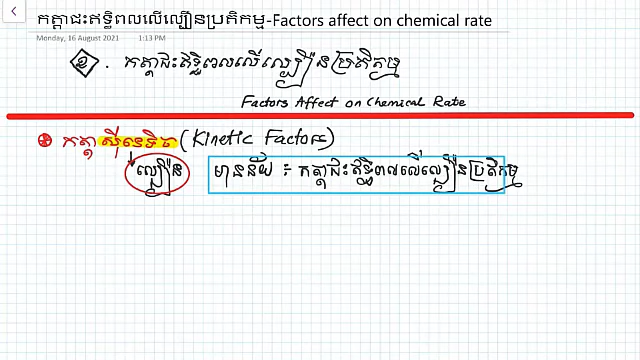 កត្តាជះឥទ្ធិពលលើល្បឿនប្រតិកម្ម-Factors affect on chemical rate
Monday, 16 August 2021 1:13 PM
ខ . កត្តាជះឥទ្ធិពលលើល្បឿនប្រតិកម្ម
Factors Affect on Chemical Rate
កត្តាស៊ីនេទិច (Kinetic Factors)
ល្បឿន មានន័យ ៖ កត្តាជះឥទ្ធិពលលើល្បឿនប្រតិកម្ម